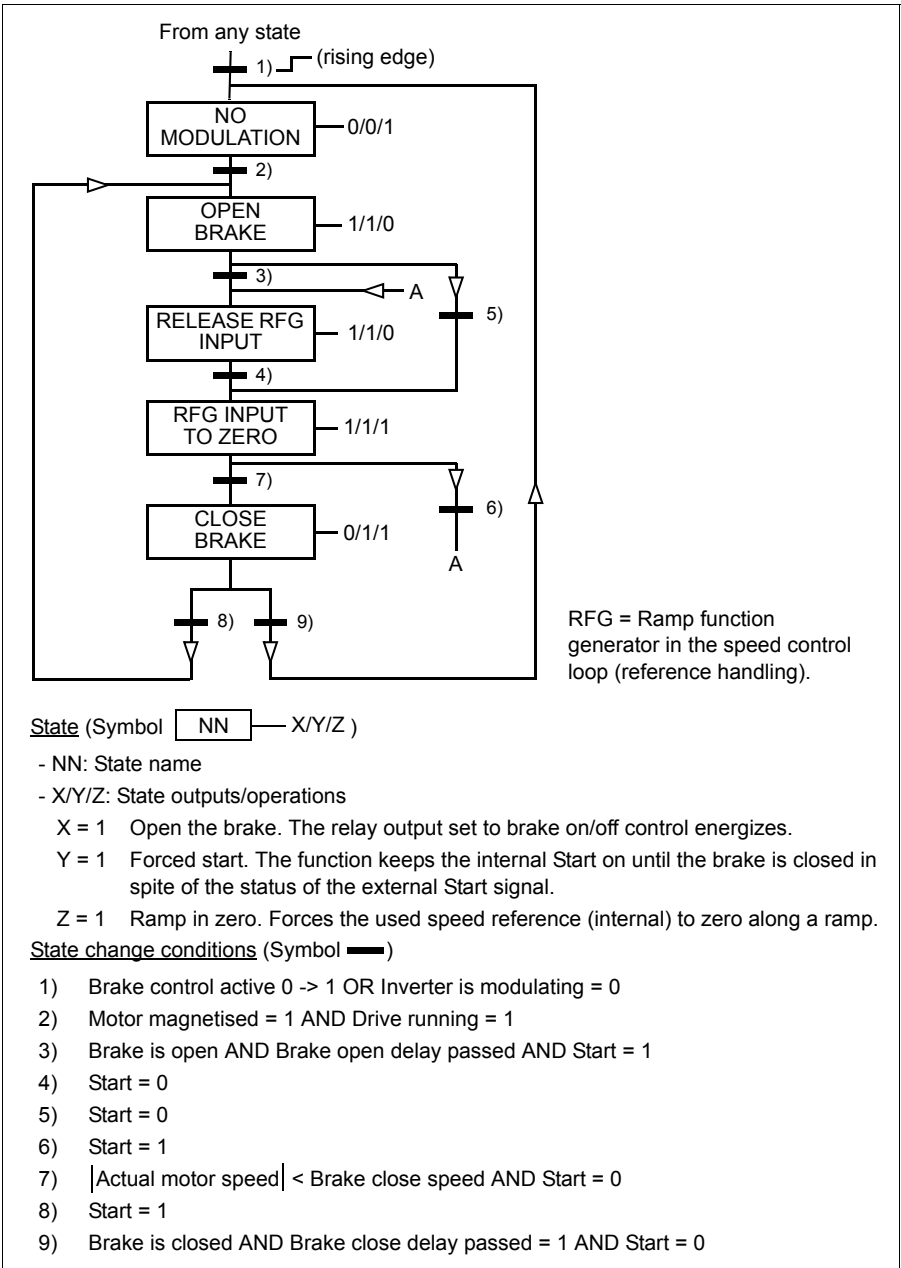 From any state
1) (rising edge)
NO
MODULATION
0/0/1
2)
OPEN
BRAKE
1/1/0
3)
A
5)
RELEASE RFG
INPUT
1/1/0
4)
RFG INPUT
TO ZERO
1/1/1
7)
6)
CLOSE
BRAKE
0/1/1
A
8)
9)
RFG = Ramp function
generator in the speed control
loop (reference handling).
State (Symbol NN X/Y/Z )
- NN: State name
- X/Y/Z: State outputs/operations
X = 1 Open the brake. The relay output set to brake on/off control energizes.
Y = 1 Forced start. The function keeps the internal Start on until the brake is closed in
spite of the status of the external Start signal.
Z = 1 Ramp in zero. Forces the used speed reference (internal) to zero along a ramp.
State change conditions (Symbol )
1) Brake control active 0 -> 1 OR Inverter is modulating = 0
2) Motor magnetised = 1 AND Drive running = 1
3) Brake is open AND Brake open delay passed AND Start = 1
4) Start = 0
5) Start = 0
6) Start = 1
7) |Actual motor speed| < Brake close speed AND Start = 0
8) Start = 1
9) Brake is closed AND Brake close delay passed = 1 AND Start = 0